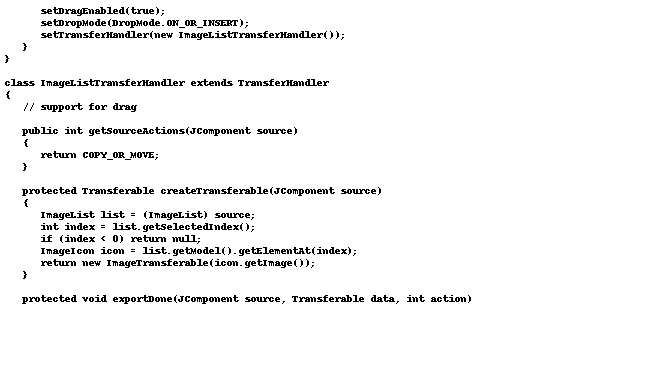 setDragEnabled(true);
setDropMode(DropMode.ON_OR_INSERT);
setTransferHandler(new ImageListTransferHandler());
}
}
class ImageListTransferHandler extends TransferHandler
{
// support for drag
public int getSourceActions(JComponent source)
{
return COPY_OR_MOVE;
}
protected Transferable createTransferable(JComponent source)
{
ImageList list = (ImageList) source;
int index = list.getSelectedIndex();
if (index < 0) return null;
ImageIcon icon = list.getModel().getElementAt(index);
return new ImageTransferable(icon.getImage());
}
protected void exportDone(JComponent source, Transferable data, int action)